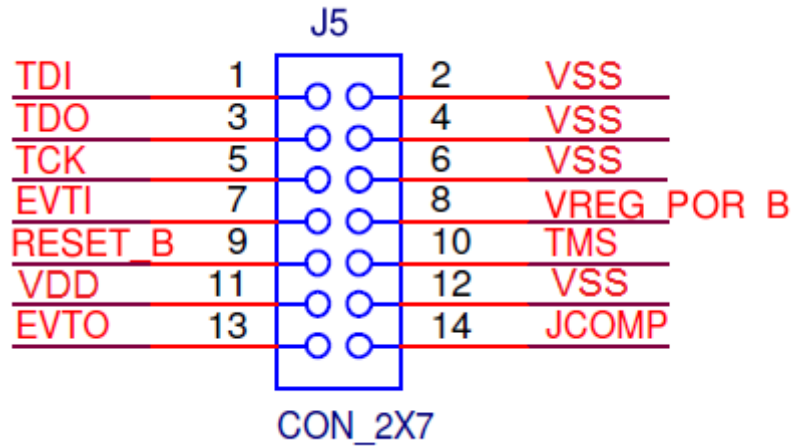 J5
TDI 1 2 VSS
TDO 3 4 VSS
TCK 5 6 VSS
EVTI 7 8 VREG_POR_B
RESET_B 9 10 TMS
VDD 11 12 VSS
EVTO 13 14 JCOMP
CON_2X7